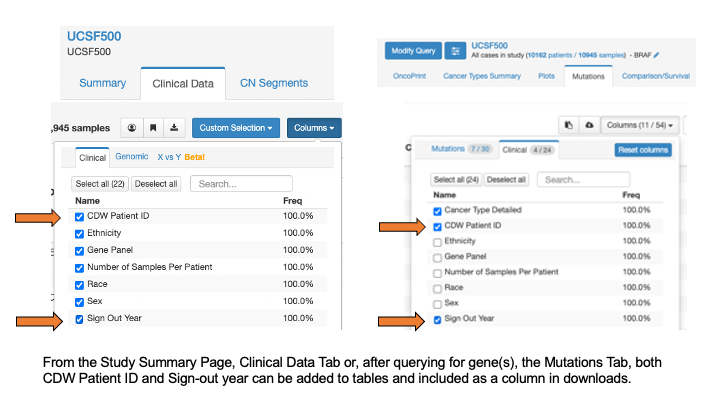 UCSF500
UCSF500
Summary
Clinical Data
CN Segments
,945 samples
Custom Selection
Columns
Clinical
Genomic
X vs Y Beta!
Select all (22)
Deselect all
Search...
Name Freq
CDW Patient ID 100.0%
Ethnicity 100.0%
Gene Panel 100.0%
Number of Samples Per Patient 100.0%
Race 100.0%
Sex 100.0%
Sign Out Year 100.0%
Modify Query
UCSF500
All cases in study (10162 patients / 10945 samples) - BRAF
OncoPrint
Cancer Types Summary
Plots
Mutations
Comparison/Survival
Columns (11 / 54)
Mutations 7 / 30
Clinical 4 / 24
Reset columns
Select all (24)
Deselect all
Search...
Name Freq
Cancer Type Detailed 100.0%
CDW Patient ID 100.0%
Ethnicity 100.0%
Gene Panel 100.0%
Number of Samples Per Patient 100.0%
Race 100.0%
Sex 100.0%
Sign Out Year 100.0%
From the Study Summary Page, Clinical Data Tab or, after querying for gene(s), the Mutations Tab, both
CDW Patient ID and Sign-out year can be added to tables and included as a column in downloads.